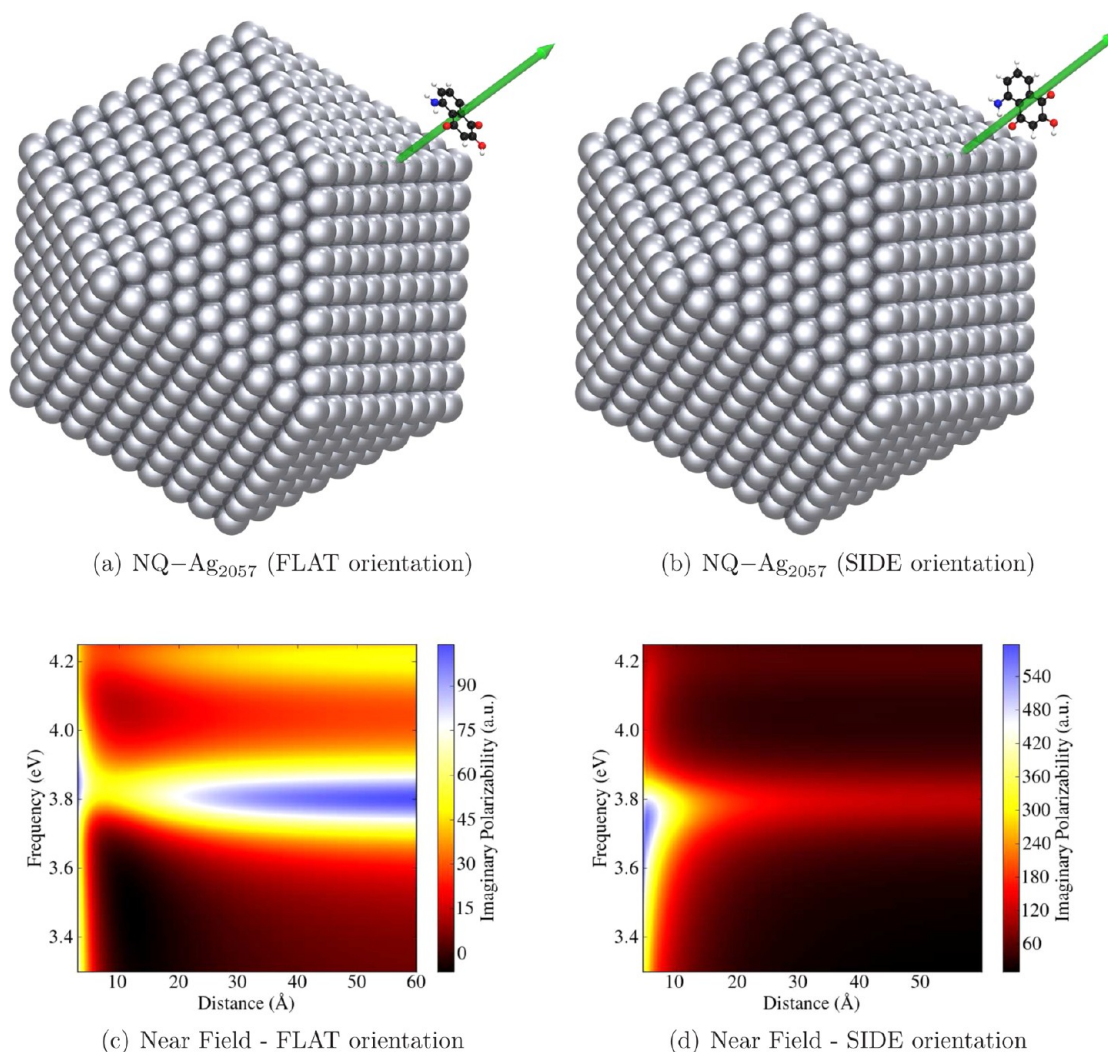 (a) NQ−Ag₂₀₅₇ (FLAT orientation)
(b) NQ−Ag₂₀₅₇ (SIDE orientation)
4.2
4.0
3.8
3.6
3.4
Frequency (eV)
10 20 30 40 50 60
Distance (Å)
90
75
60
45
30
15
0
Imaginary Polarizability (a.u.)
(c) Near Field - FLAT orientation
4.2
4.0
3.8
3.6
3.4
Frequency (eV)
10 20 30 40 50
Distance (Å)
540
480
420
360
300
240
180
120
60
Imaginary Polarizability (a.u.)
(d) Near Field - SIDE orientation